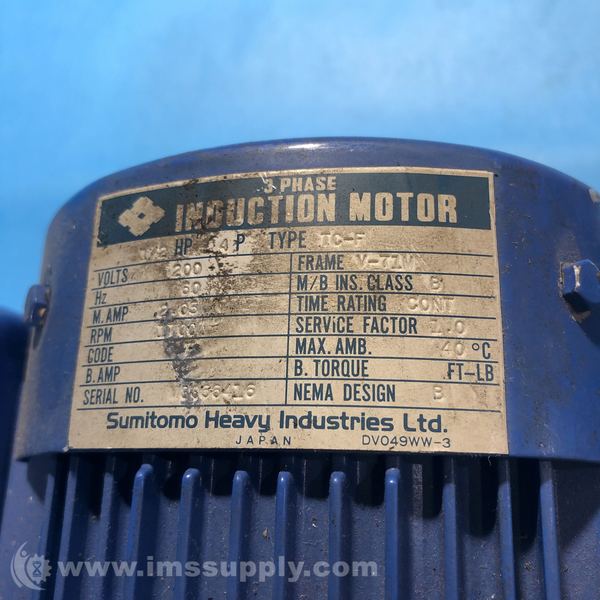 3 PHASE
INDUCTION MOTOR
HP 4 P TYPE TC-F
VOLTS 200
FRAME
Hz 60
M/B INS. CLASS B
M. AMP
TIME RATING CONT
RPM
SERVICE FACTOR 1.0
CODE
MAX. AMB. 40 °C
B. AMP
B. TORQUE FT-LB
SERIAL NO.
NEMA DESIGN B
Sumitomo Heavy Industries Ltd.
JAPAN DV049WW-3
www.imssupply.com